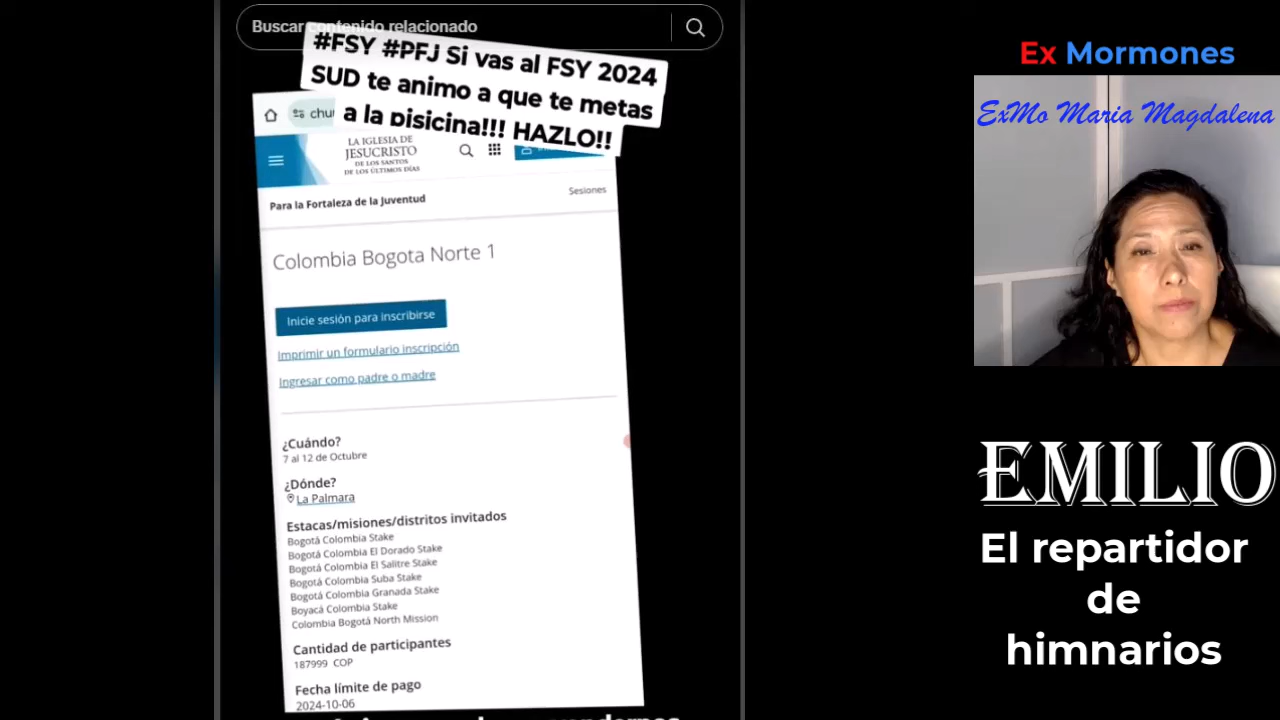 Buscar contenido relacionado
#FSY #PFJ Si vas al FSY 2024
SUD te animo a que te metas
a la pisicina!!! HAZLO!!
LA IGLESIA DE
JESUCRISTO
DE LOS SANTOS
DE LOS ÚLTIMOS DÍAS
Para la Fortaleza de la Juventud
Sesiones
Colombia Bogota Norte 1
Inicie sesión para inscribirse
Imprimir un formulario inscripción
Ingresar como padre o madre
¿Cuándo?
7 al 12 de Octubre
¿Dónde?
La Palmara
Estacas/misiones/distritos invitados
Bogotá Colombia Stake
Bogotá Colombia El Dorado Stake
Bogotá Colombia El Salitre Stake
Bogotá Colombia Suba Stake
Bogotá Colombia Granada Stake
Boyacá Colombia Stake
Colombia Bogotá North Mission
Cantidad de participantes
187999 COP
Fecha límite de pago
2024-10-06
Ex Mormones
ExMo Maria Magdalena
EMILIO
El repartidor
de
himnarios